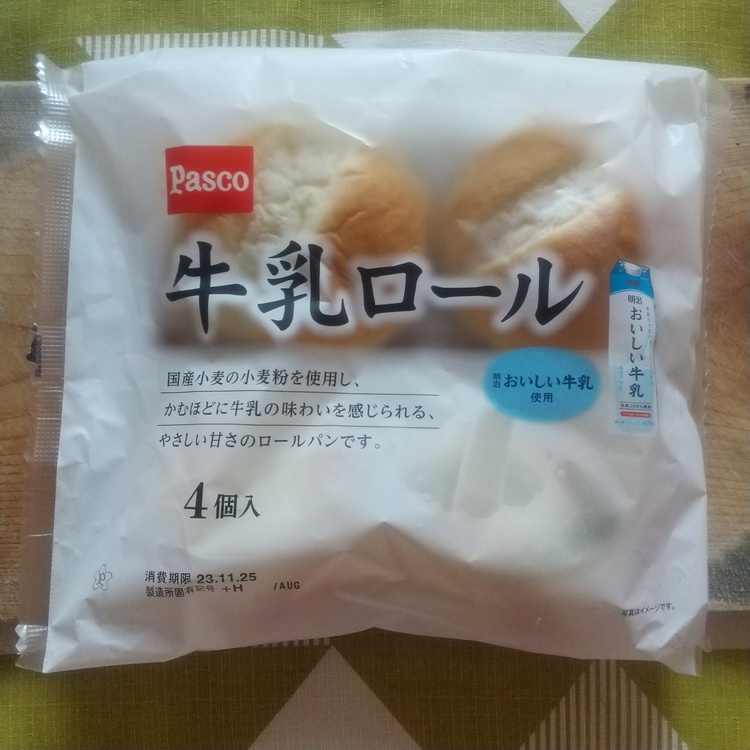 Pasco
牛乳ロール
国産小麦の小麦粉を使用し、
かむほどに牛乳の味わいを感じられる、
やさしい甘さのロールパンです。
明治
おいしい牛乳
使用
明治
おいしい牛乳
4個入
消費期限 23.11.25
製造所固有記号 +H /AUG
写真はイメージです。